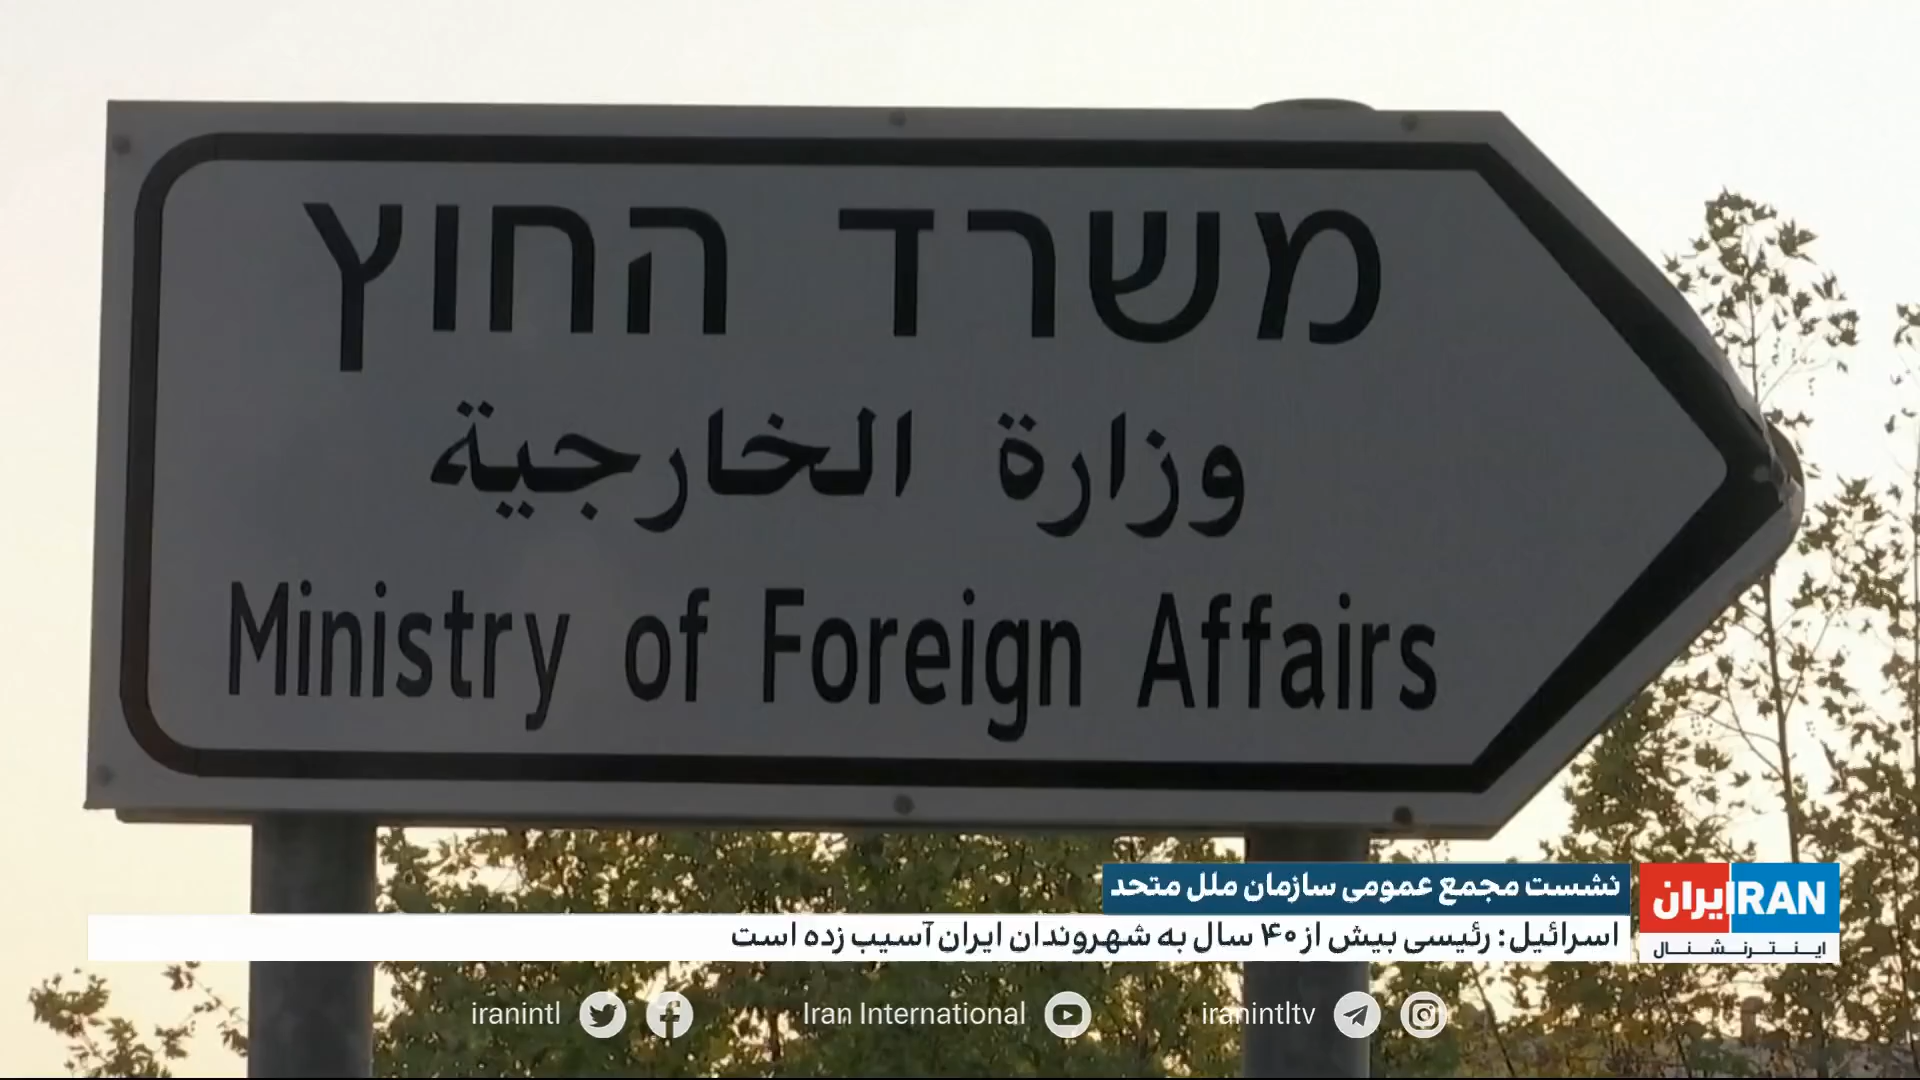 משרד החוץ
وزارة الخارجية
Ministry of Foreign Affairs
نشست مجمع عمومی سازمان ملل متحد
اسرائیل: رئیسی بیش از ۴۰ سال به شهروندان ایران آسیب زده است
ایران IRAN
اینترنشنال
iranintl
Iran International
iranintltv